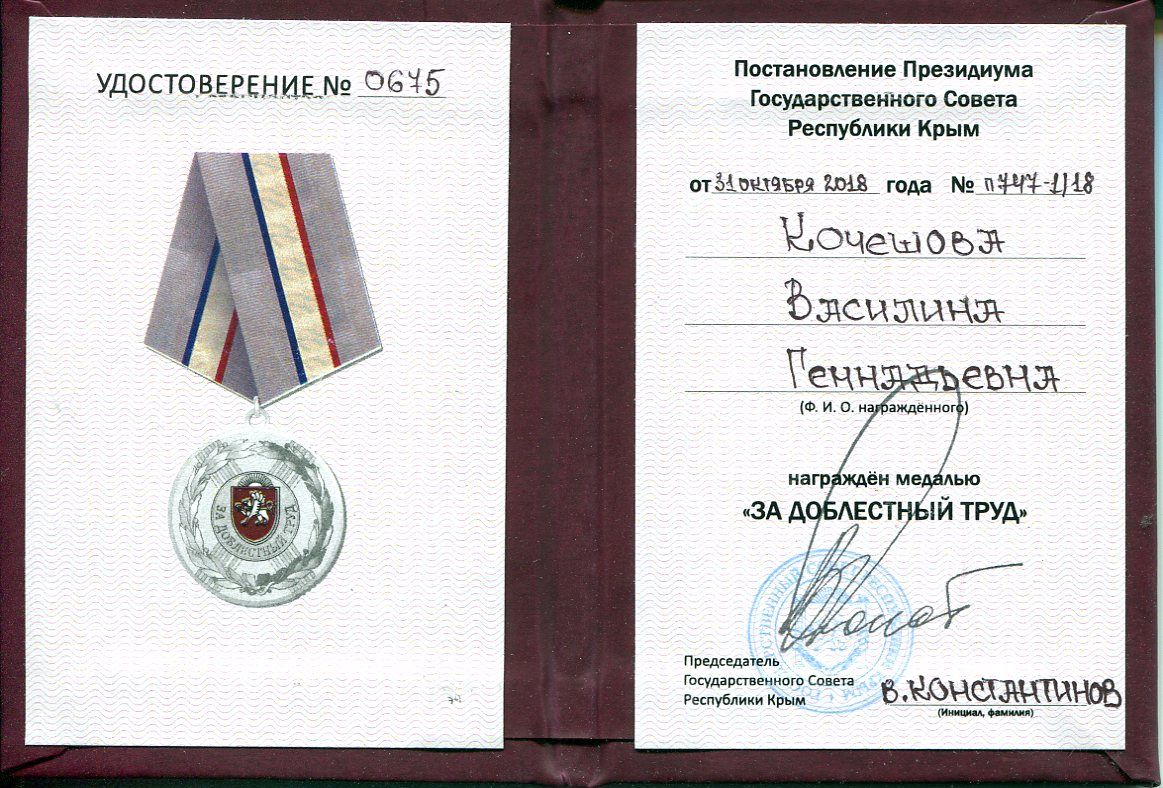 УДОСТОВЕРЕНИЕ № 0675
ЗА ДОБЛЕСТНЫЙ ТРУД
Постановление Президиума
Государственного Совета
Республики Крым
от 31 октября 2018 года № п747-1/18
Кочешова
Василина
Геннадьевна
(Ф. И. О. награждённого)
награждён медалью
«ЗА ДОБЛЕСТНЫЙ ТРУД»
Председатель
Государственного Совета
Республики Крым
В. КОНСТАНТИНОВ
(Инициал, фамилия)